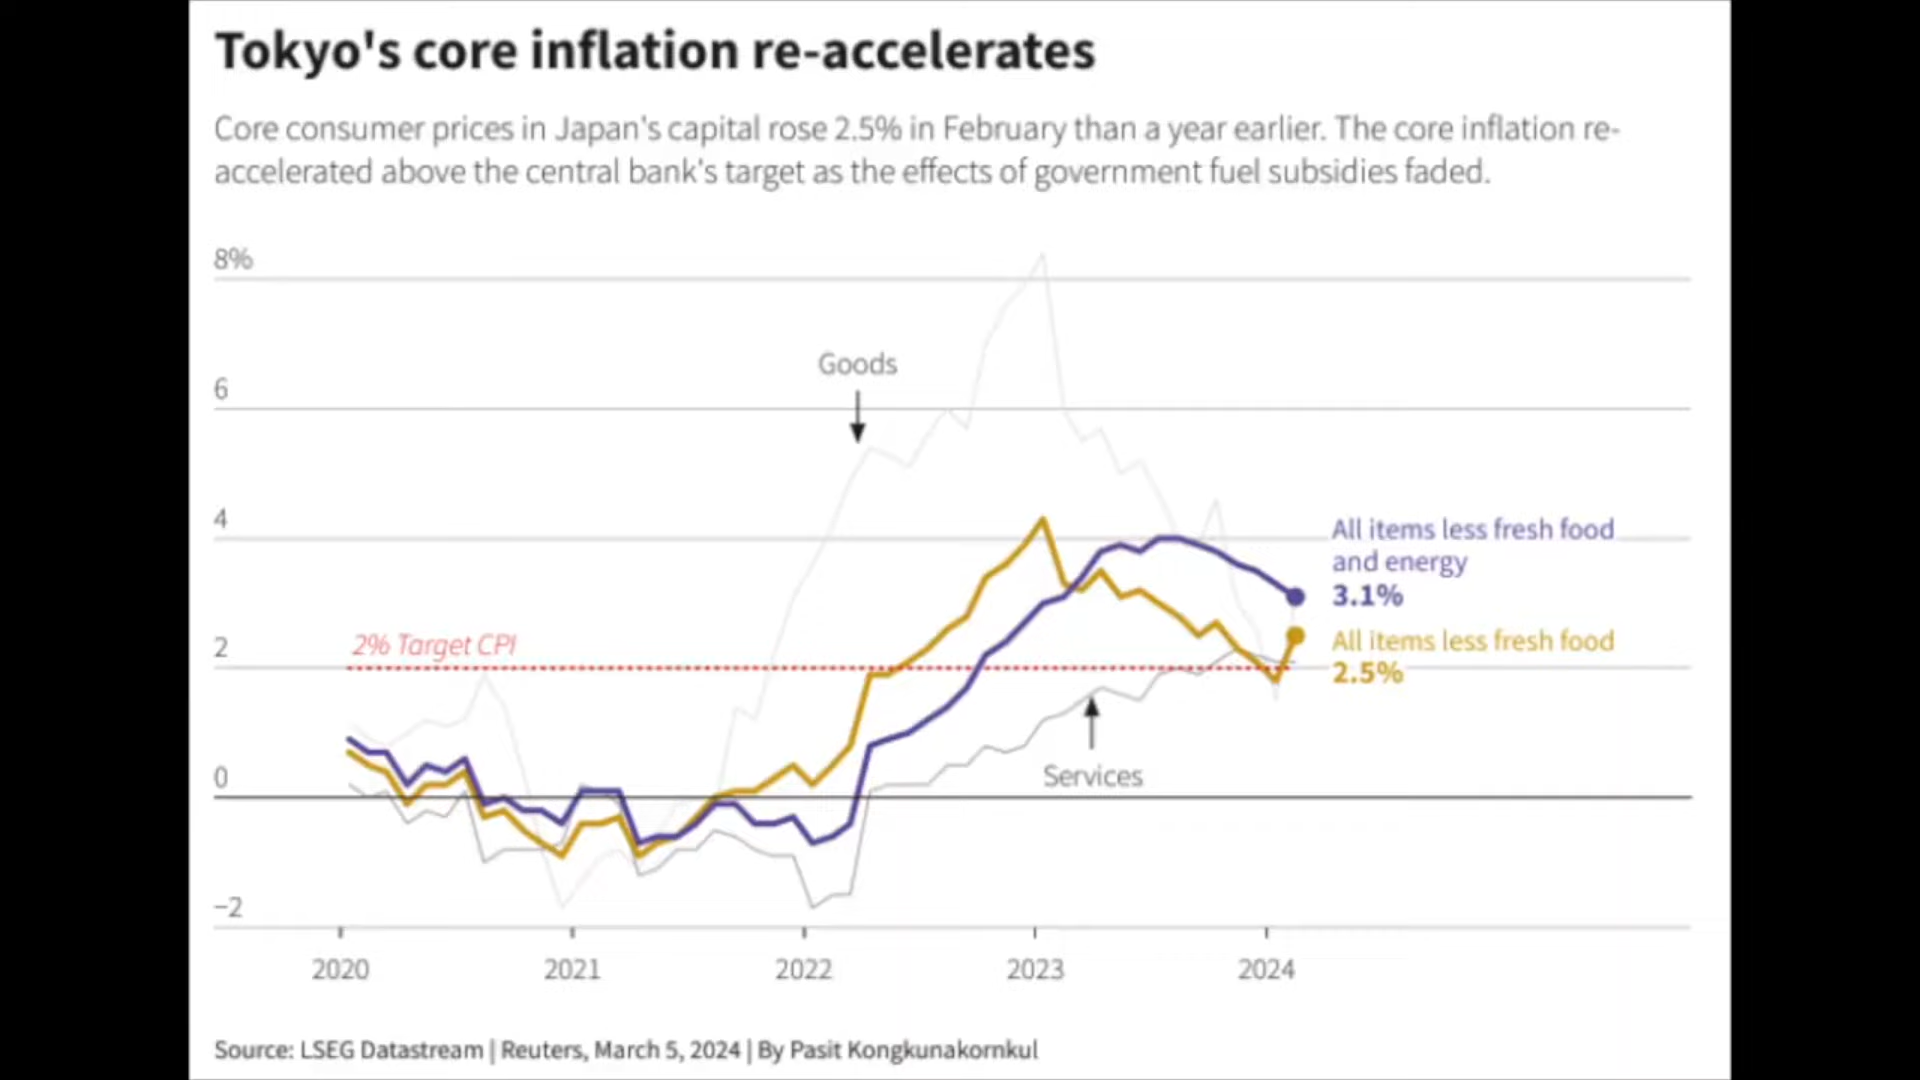 Tokyo's core inflation re-accelerates
Core consumer prices in Japan's capital rose 2.5% in February than a year earlier. The core inflation re-
accelerated above the central bank's target as the effects of government fuel subsidies faded.
8%
Goods
6
4
All items less fresh food
and energy
3.1%
2% Target CPI
All items less fresh food
2.5%
2
Services
0
−2
2020 2021 2022 2023 2024
Source: LSEG Datastream | Reuters, March 5, 2024 | By Pasit Kongkunakornkul